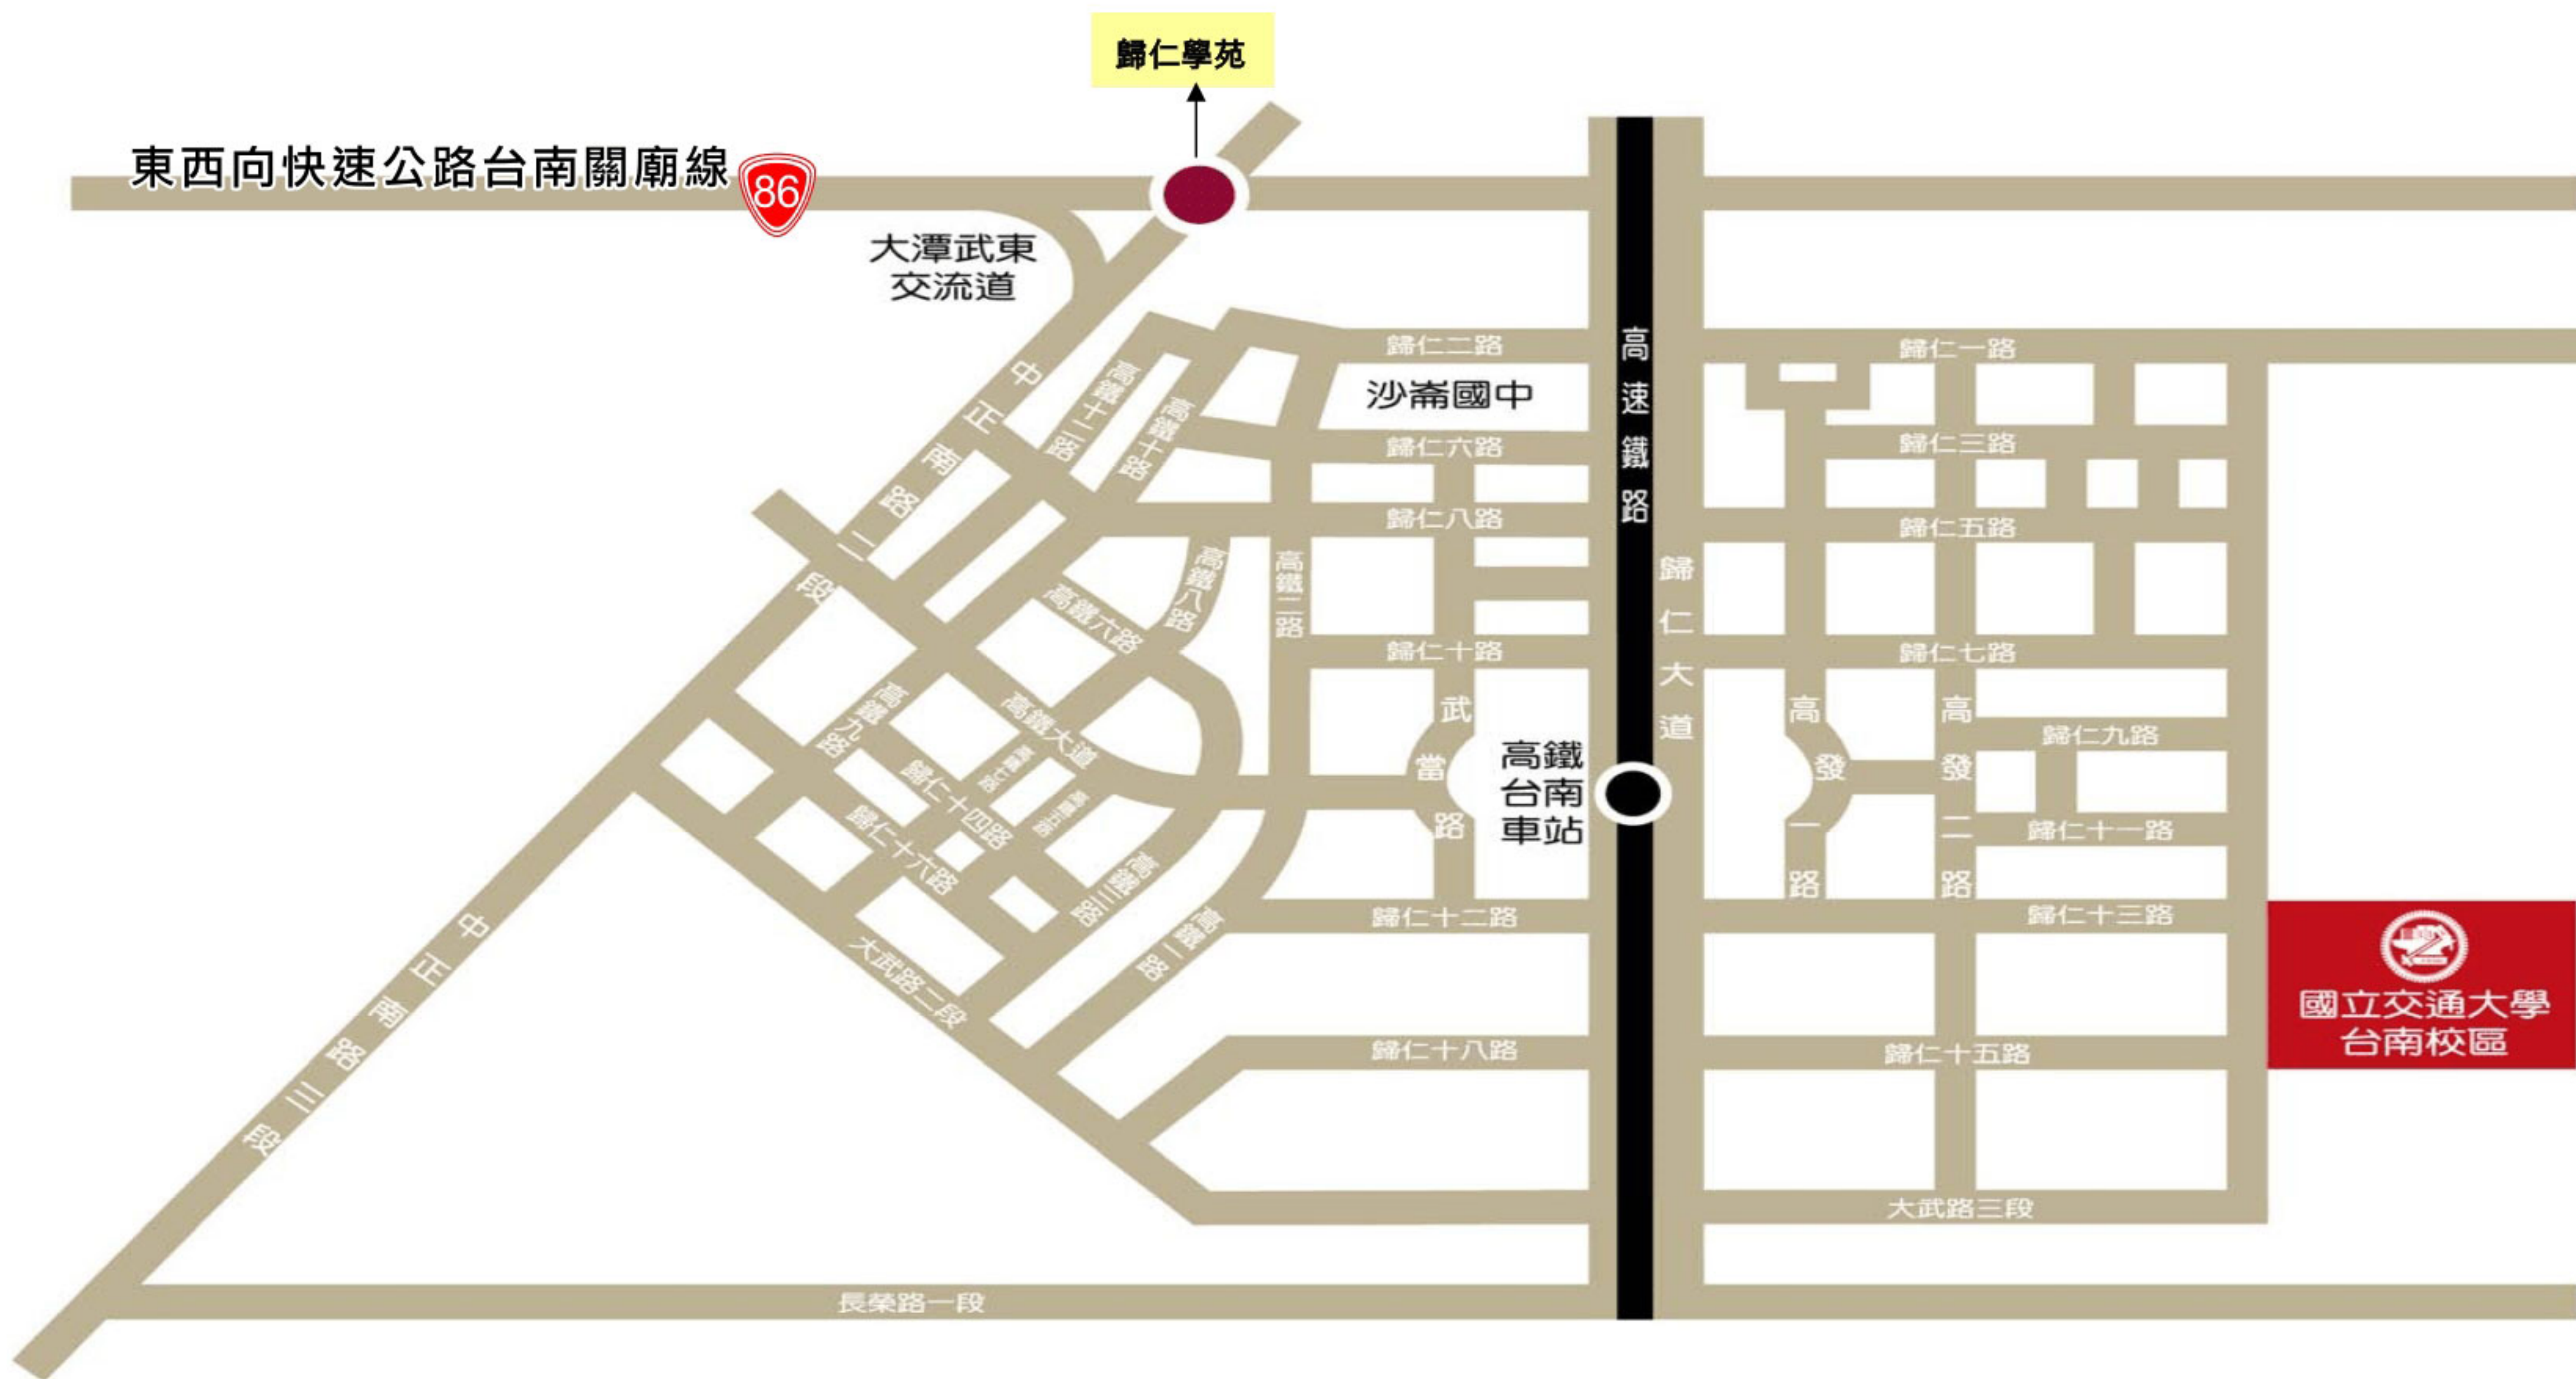 歸仁學苑
東西向快速公路台南關廟線
86
大潭武東
交流道
中正南路二段
高鐵十二路
高鐵十路
歸仁二路
沙崙國中
歸仁六路
歸仁八路
高速鐵路
歸仁一路
歸仁三路
歸仁五路
歸仁大道
高鐵八路
高鐵六路
高鐵二路
歸仁十路
歸仁七路
高鐵九路
高鐵大道
高鐵七路
高鐵五路
歸仁十四路
歸仁十六路
高鐵三路
高鐵一路
武當路
高鐵
台南
車站
高發一路
高發二路
歸仁九路
歸仁十一路
歸仁十二路
歸仁十三路
中正南路三段
大武路二段
歸仁十八路
歸仁十五路
國立交通大學
台南校區
大武路三段
長榮路一段